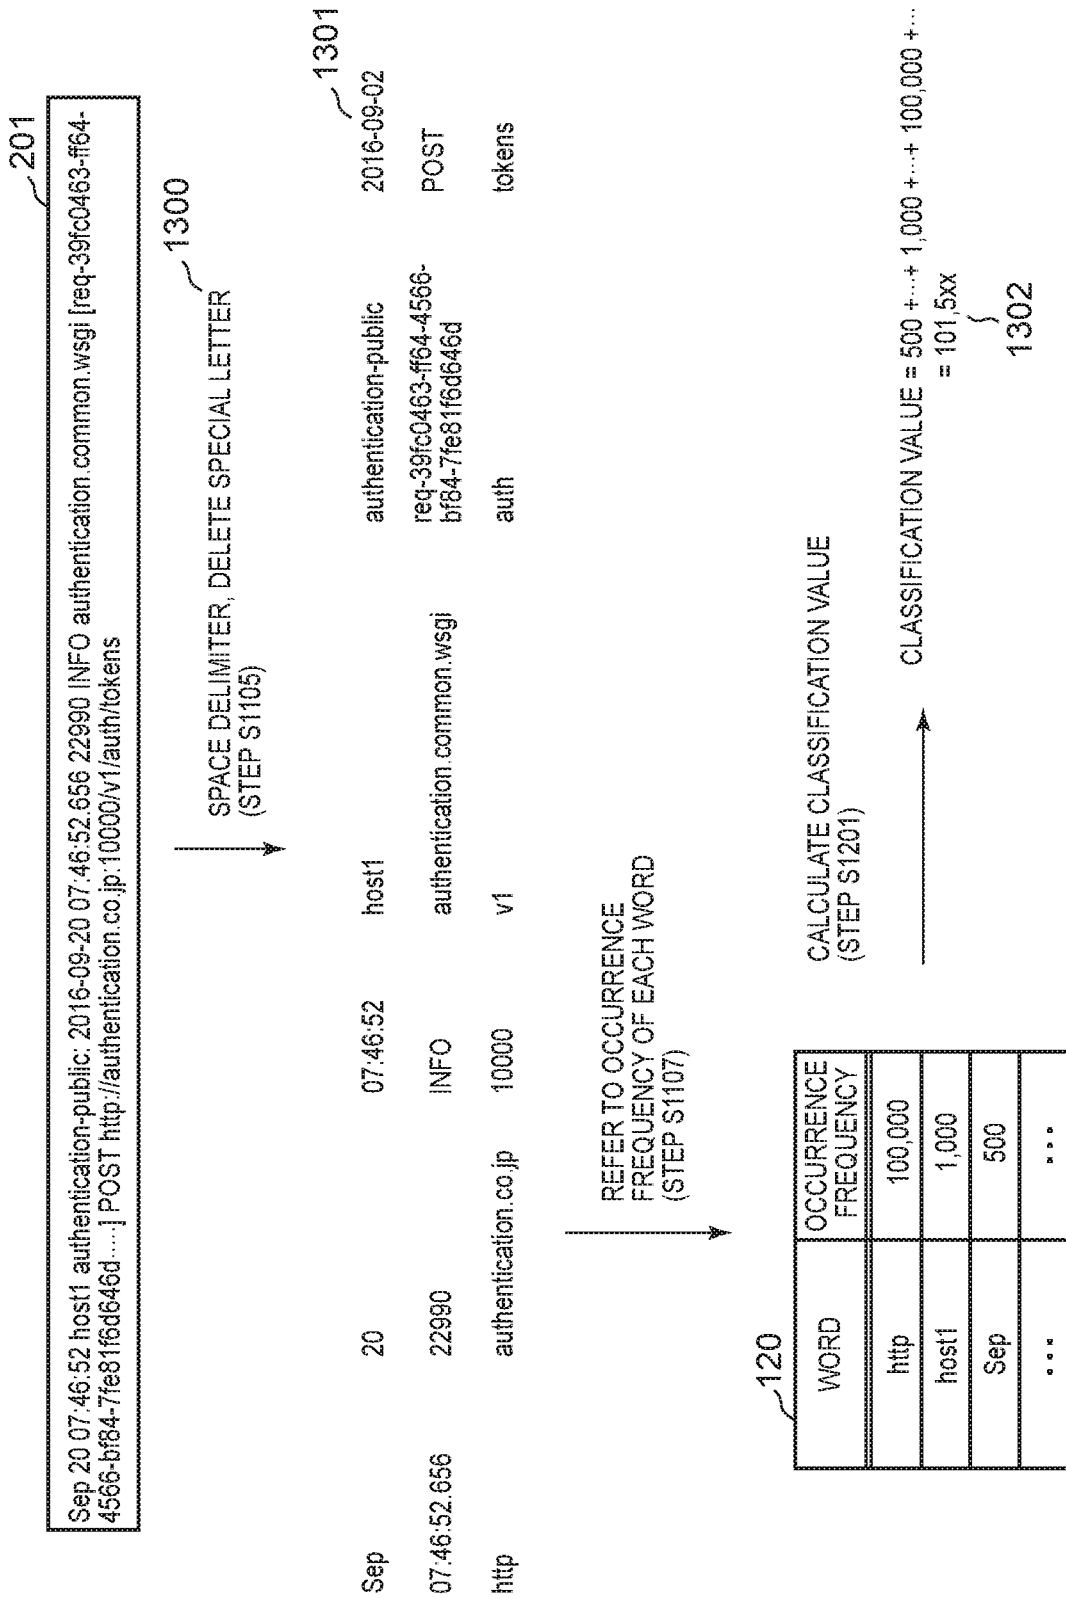 201
Sep 20 07:46:52 host1 authentication-public: 2016-09-20 07:46:52.656 22990 INFO authentication.common.wsgi [req-39fc0463-ff64-
4566-bf84-7fe81f6d646d ·····] POST http://authentication.co.jp:10000/v1/auth/tokens
1300
SPACE DELIMITER, DELETE SPECIAL LETTER
(STEP S1105)
1301
Sep 20 07:46:52 host1 authentication-public 2016-09-02
07:46:52.656 22990 INFO authentication.common.wsgi req-39fc0463-ff64-4566- POST
bf84-7fe81f6d646d
http authentication.co.jp 10000 v1 auth tokens
REFER TO OCCURRENCE
FREQUENCY OF EACH WORD
(STEP S1107)
120
WORD OCCURRENCE
FREQUENCY
http 100,000
host1 1,000
Sep 500
... ...
CALCULATE CLASSIFICATION VALUE
(STEP S1201)
CLASSIFICATION VALUE = 500 +···+ 1,000 +···+ 100,000 +···
= 101,5xx
1302